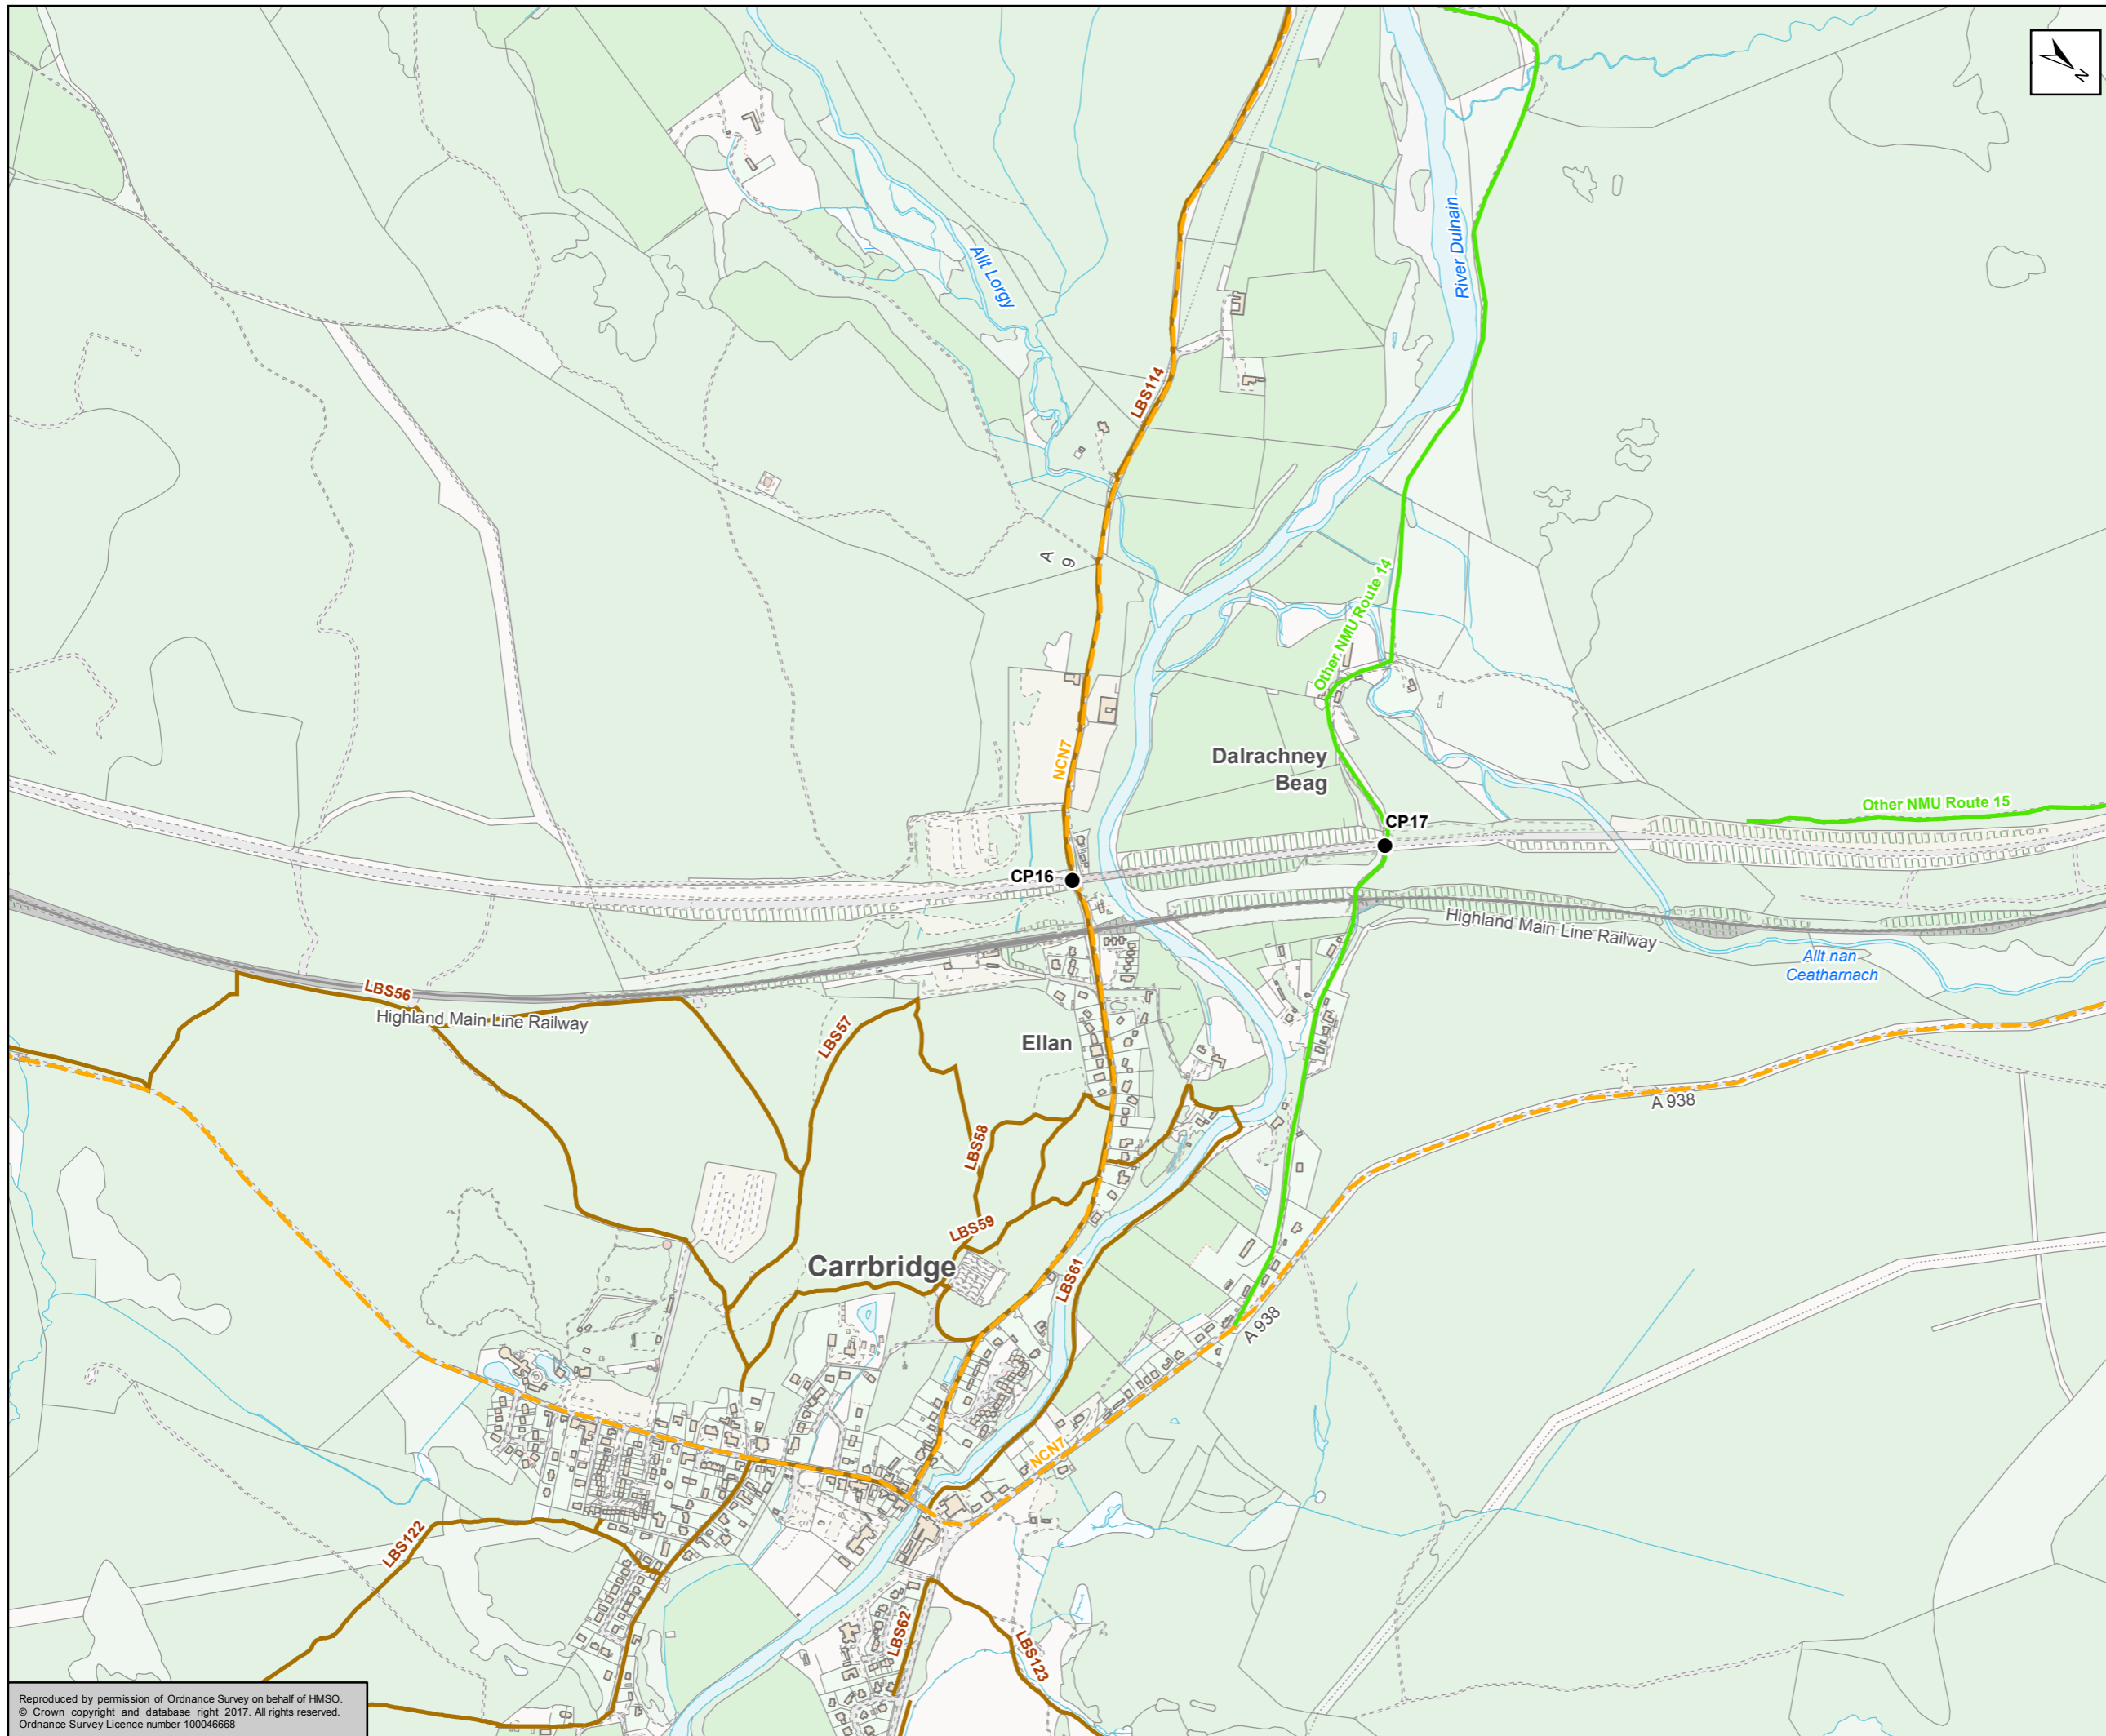 N
River Dulnain
Allt Lorgy
LBS114
A
9
Other NMU Route 14
NCN7
Dalrachney
Beag
Other NMU Route 15
CP17
CP16
Highland Main Line Railway
Allt nan
Ceatharnach
LBS56
Highland Main Line Railway
LBS57
Ellan
A 938
LBS58
LBS59
Carrbridge
LBS61
A 938
NCN7
LBS122
LBS62
LBS123
Reproduced by permission of Ordnance Survey on behalf of HMSO.
© Crown copyright and database right 2017. All rights reserved.
Ordnance Survey Licence number 100046668